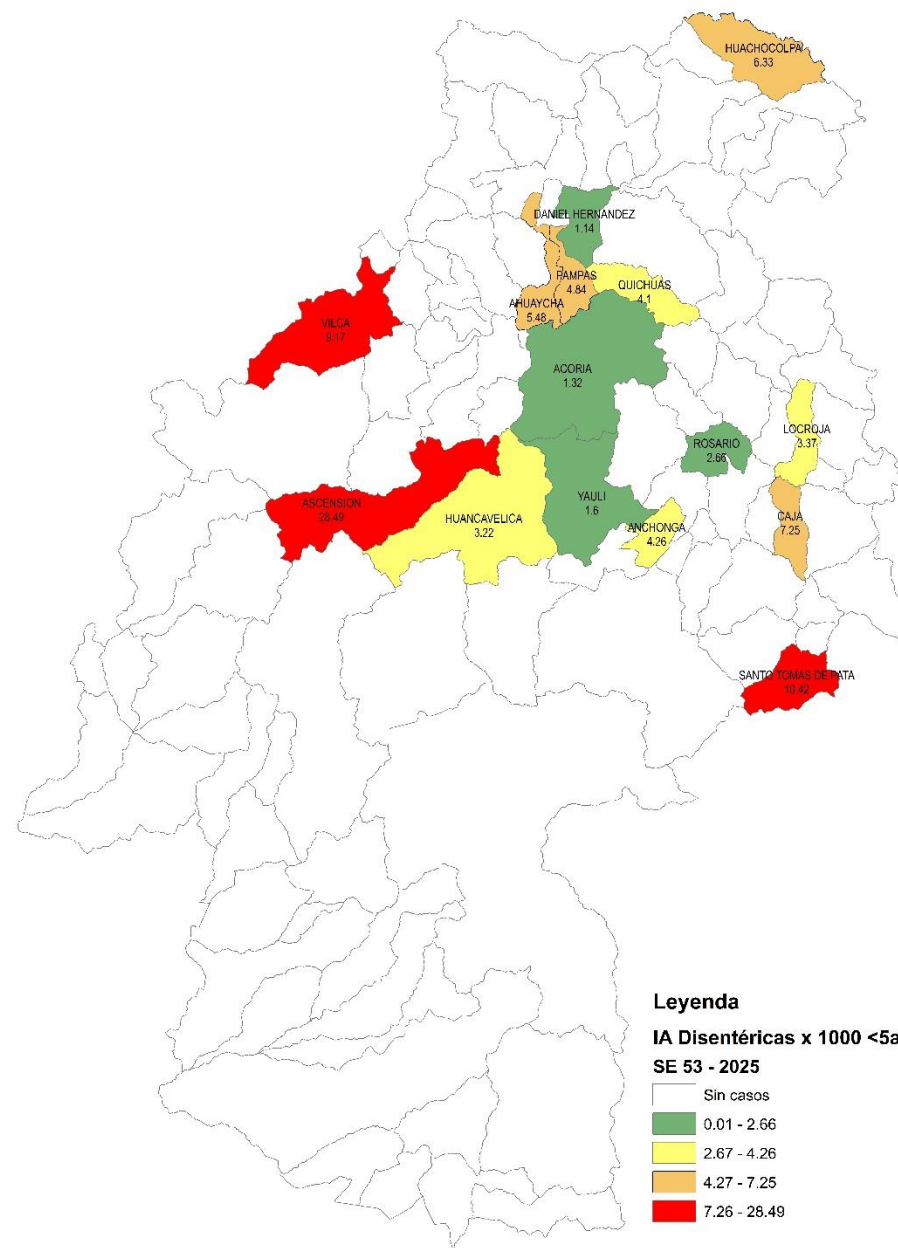 HUACHOCOLPA
6.33
DANIEL HERNANDEZ
1.14
PAMPAS
4.84
QUICHUAS
4.1
AHUAYCHA
5.48
VILCA
9.17
ACORIA
1.32
LOCROJA
3.37
ROSARIO
2.66
ASCENSION
28.49
YAULI
1.6
HUANCAVELICA
3.22
ANCHONGA
4.26
CAJA
7.25
SANTO TOMAS DE PATA
10.42
Leyenda
IA Disentéricas x 1000 <5a
SE 53 - 2025
Sin casos
0.01 - 2.66
2.67 - 4.26
4.27 - 7.25
7.26 - 28.49